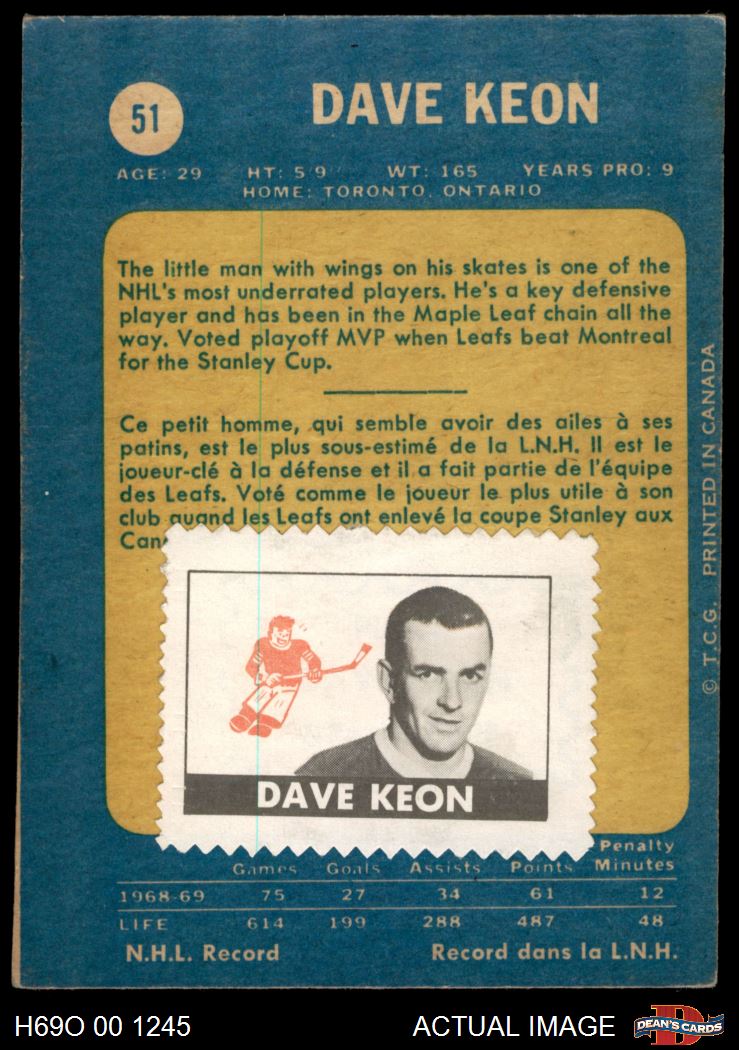 51
DAVE KEON
AGE: 29 HT: 5'9" WT: 165 YEARS PRO: 9
HOME: TORONTO, ONTARIO
The little man with wings on his skates is one of the
NHL's most underrated players. He's a key defensive
player and has been in the Maple Leaf chain all the
way. Voted playoff MVP when Leafs beat Montreal
for the Stanley Cup.
Ce petit homme, qui semble avoir des ailes à ses
patins, est le plus sous-estimé de la L.N.H. Il est le
joueur-clé à la défense et il a fait partie de l'équipe
des Leafs. Voté comme le joueur le plus utile à son
club quand les Leafs ont enlevé la coupe Stanley aux
DAVE KEON
Penalty
Games Goals Assists Points Minutes
1968-69 75 27 34 61 12
LIFE 614 199 288 487 48
N.H.L. Record Record dans la L.N.H.
© T.C.G. PRINTED IN CANADA
H69O 00 1245 ACTUAL IMAGE DEAN'S CARDS